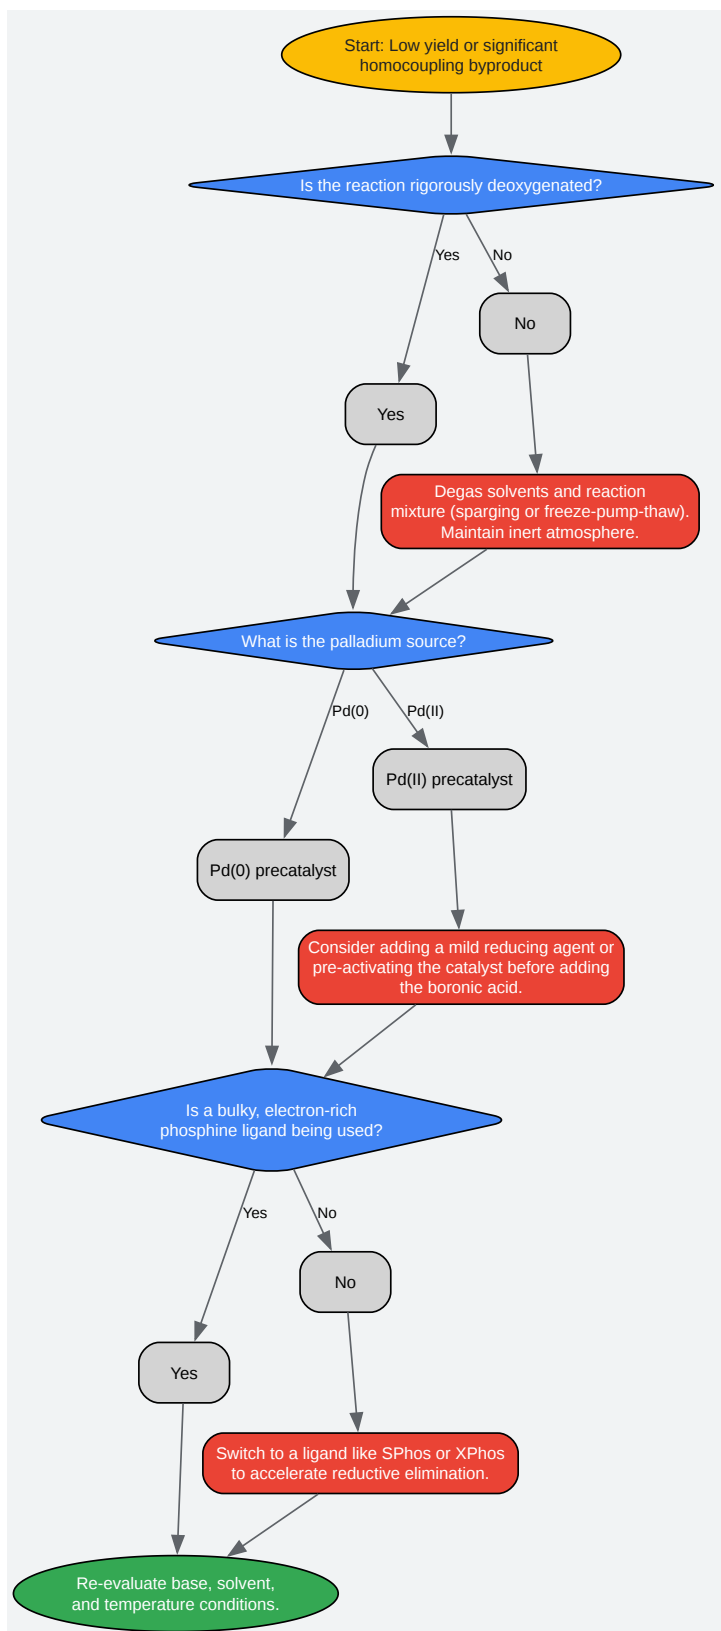 Start: Low yield or significant
homocoupling byproduct
Is the reaction rigorously deoxygenated?
Yes
No
No
Yes
Degas solvents and reaction
mixture (sparging or freeze-pump-thaw).
Maintain inert atmosphere.
What is the palladium source?
Pd(0)
Pd(II)
Pd(II) precatalyst
Pd(0) precatalyst
Consider adding a mild reducing agent or
pre-activating the catalyst before adding
the boronic acid.
Is a bulky, electron-rich
phosphine ligand being used?
Yes
No
No
Yes
Switch to a ligand like SPhos or XPhos
to accelerate reductive elimination.
Re-evaluate base, solvent,
and temperature conditions.